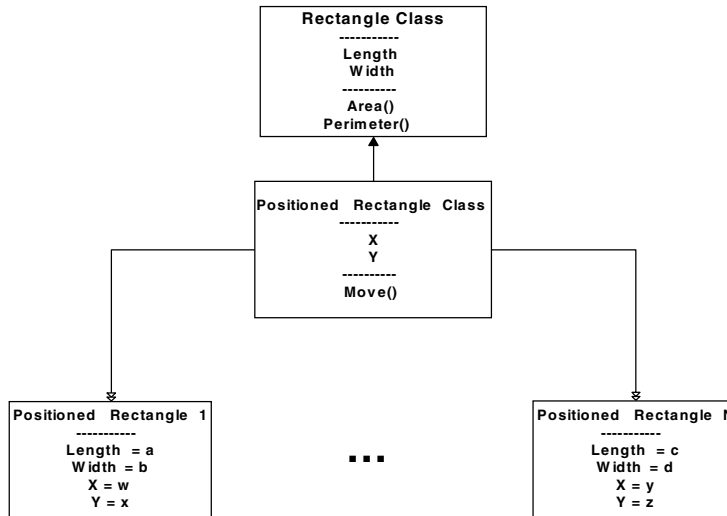 Rectangle Class
-----------
Length
Width
----------
Area()
Perimeter()
Positioned Rectangle Class
-----------
X
Y
----------
Move()
Positioned Rectangle 1
-----------
Length = a
Width = b
X = w
Y = x
...
Positioned Rectangle N
-----------
Length = c
Width = d
X = y
Y = z